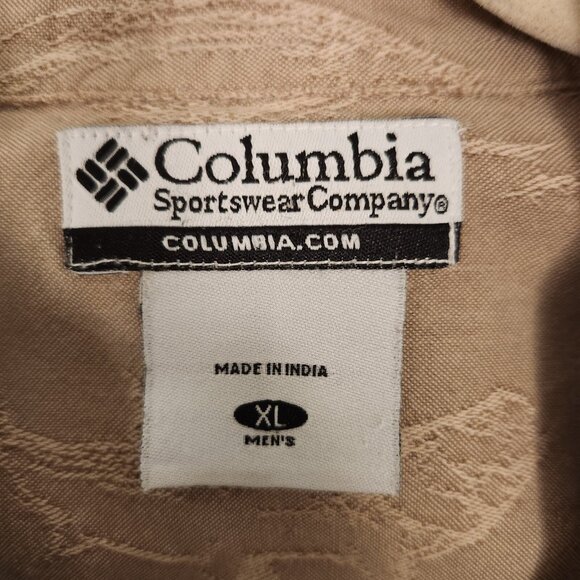 Columbia
Sportswear Company®
COLUMBIA.COM
MADE IN INDIA
XL
MEN'S